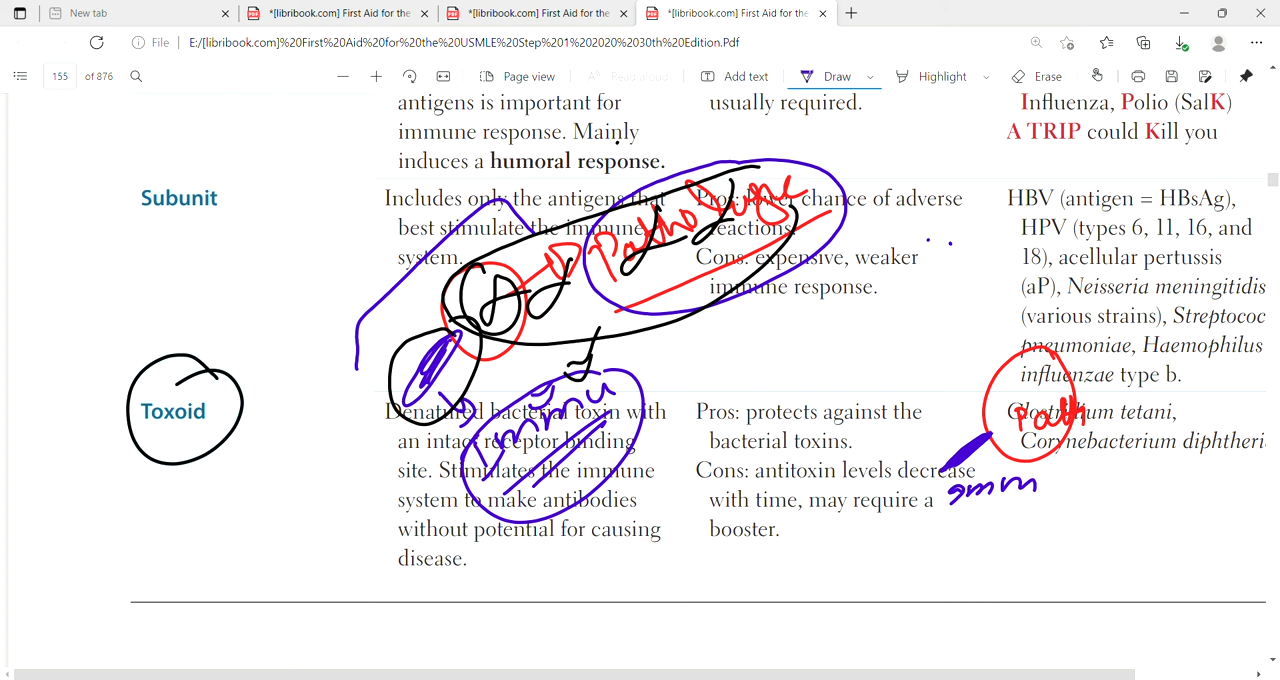 New tab
*[libribook.com] First Aid for the
*[libribook.com] First Aid for the
*[libribook.com] First Aid for the
File
E:/[libribook.com]%20First%20Aid%20for%20the%20USMLE%20Step%201%202020%2030th%20Edition.Pdf
155 of 876
Page view
Read aloud
Add text
Draw
Highlight
Erase
antigens is important for
immune response. Mainly
induces a humoral response.
usually required.
Influenza, Polio (SalK)
A TRIP could Kill you
Subunit
Includes only the antigens that
best stimulate the immune
system.
Pros: lower chance of adverse
reactions.
Cons: expensive, weaker
immune response.
HBV (antigen = HBsAg),
HPV (types 6, 11, 16, and
18), acellular pertussis
(aP), Neisseria meningitidis
(various strains), Streptococ
pneumoniae, Haemophilus
influenzae type b.
Toxoid
Denatured bacterial toxin with
an intact receptor binding
site. Stimulates the immune
system to make antibodies
without potential for causing
disease.
Pros: protects against the
bacterial toxins.
Cons: antitoxin levels decrease
with time, may require a
booster.
Clostridium tetani,
Corynebacterium diphtheri
Immu
Path